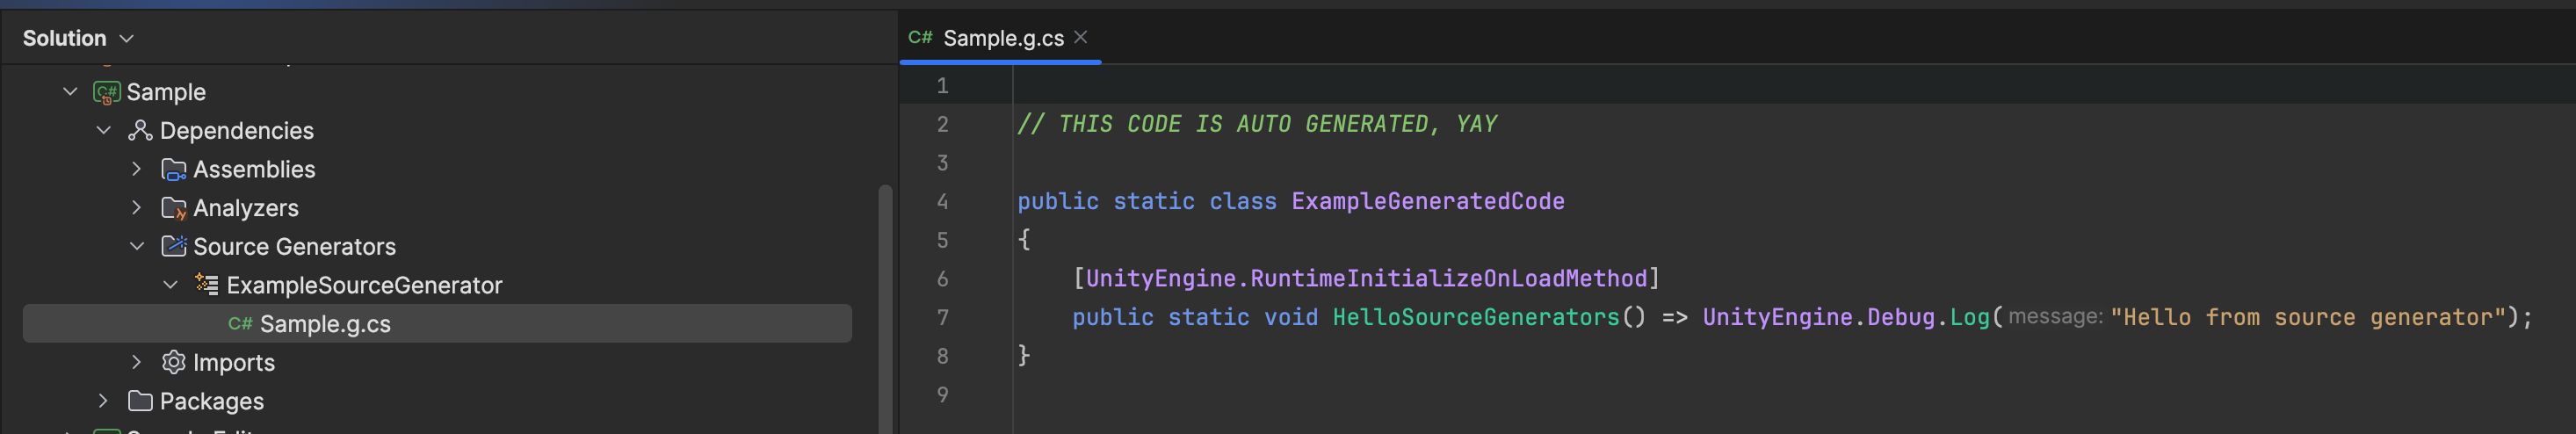 Solution
Sample
Dependencies
Assemblies
Analyzers
Source Generators
ExampleSourceGenerator
C# Sample.g.cs
Imports
Packages
C# Sample.g.cs
1
2 // THIS CODE IS AUTO GENERATED, YAY
3
4 public static class ExampleGeneratedCode
5 {
6 [UnityEngine.RuntimeInitializeOnLoadMethod]
7 public static void HelloSourceGenerators() => UnityEngine.Debug.Log( message: "Hello from source generator");
8 }
9